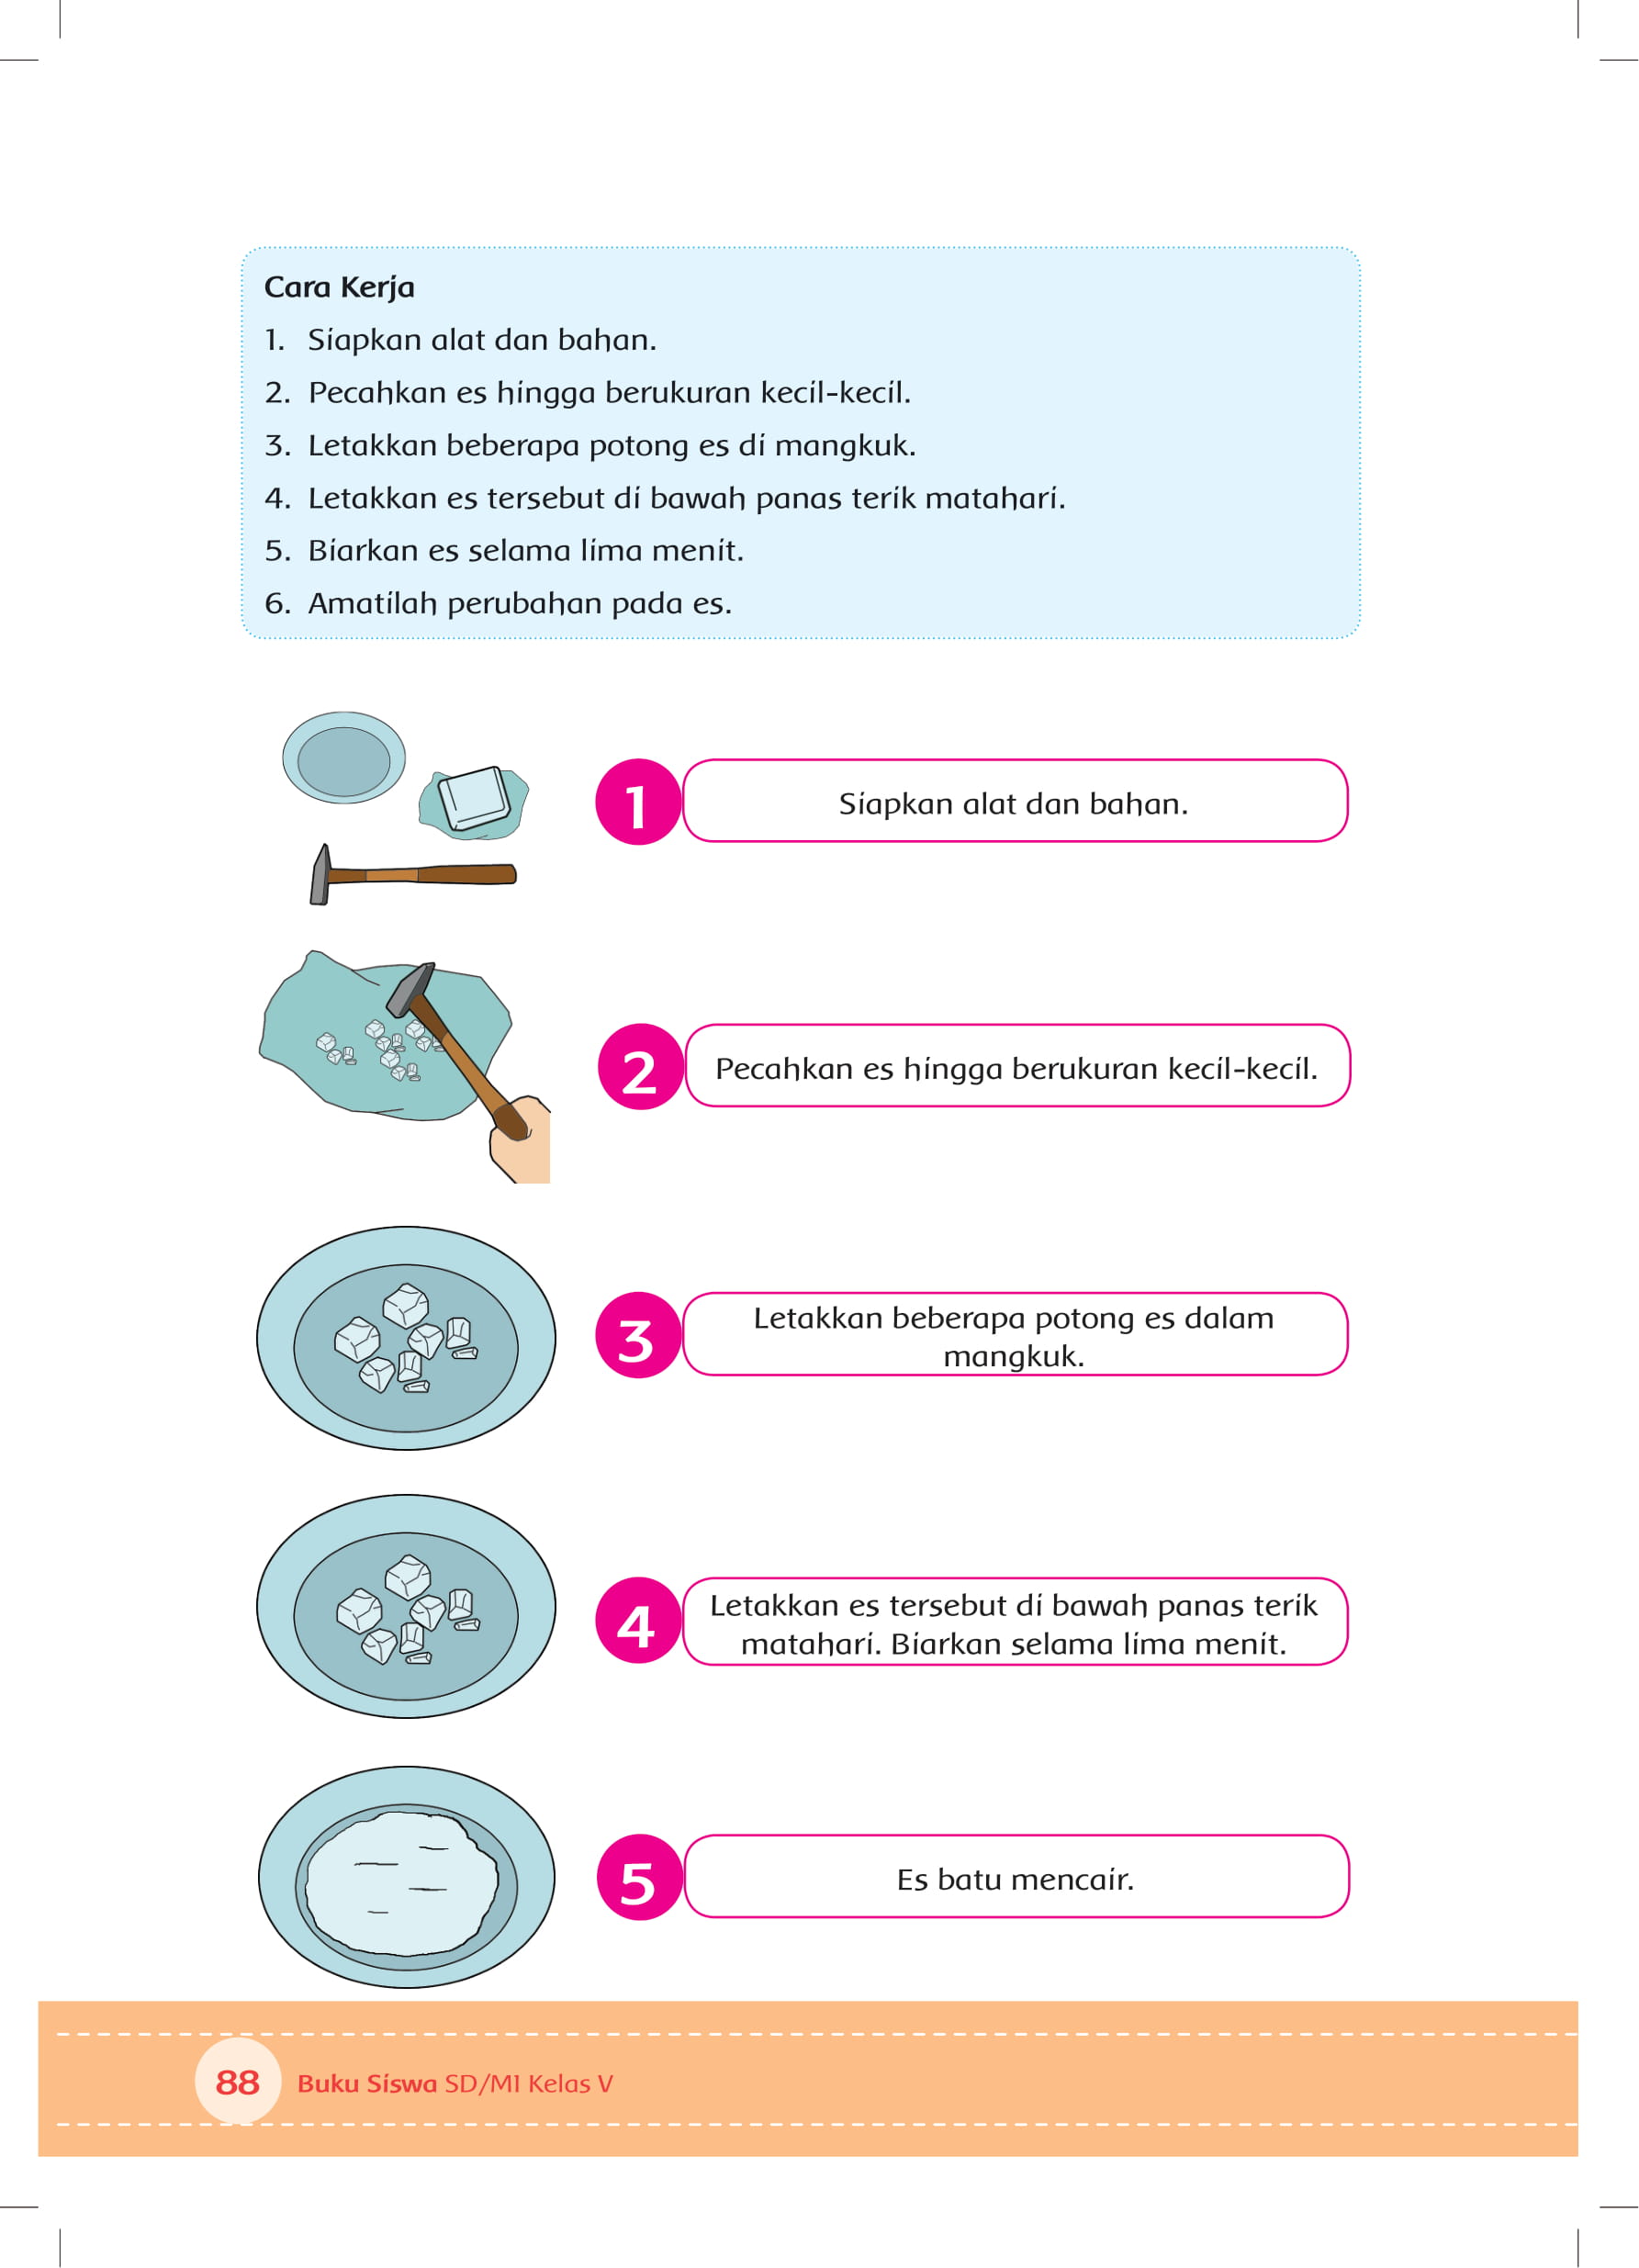 Cara Kerja
1. Siapkan alat dan bahan.
2. Pecahkan es hingga berukuran kecil-kecil.
3. Letakkan beberapa potong es di mangkuk.
4. Letakkan es tersebut di bawah panas terik matahari.
5. Biarkan es selama lima menit.
6. Amatilah perubahan pada es.
1
Siapkan alat dan bahan.
2
Pecahkan es hingga berukuran kecil-kecil.
3
Letakkan beberapa potong es dalam
mangkuk.
4
Letakkan es tersebut di bawah panas terik
matahari. Biarkan selama lima menit.
5
Es batu mencair.
88 Buku Siswa SD/MI Kelas V